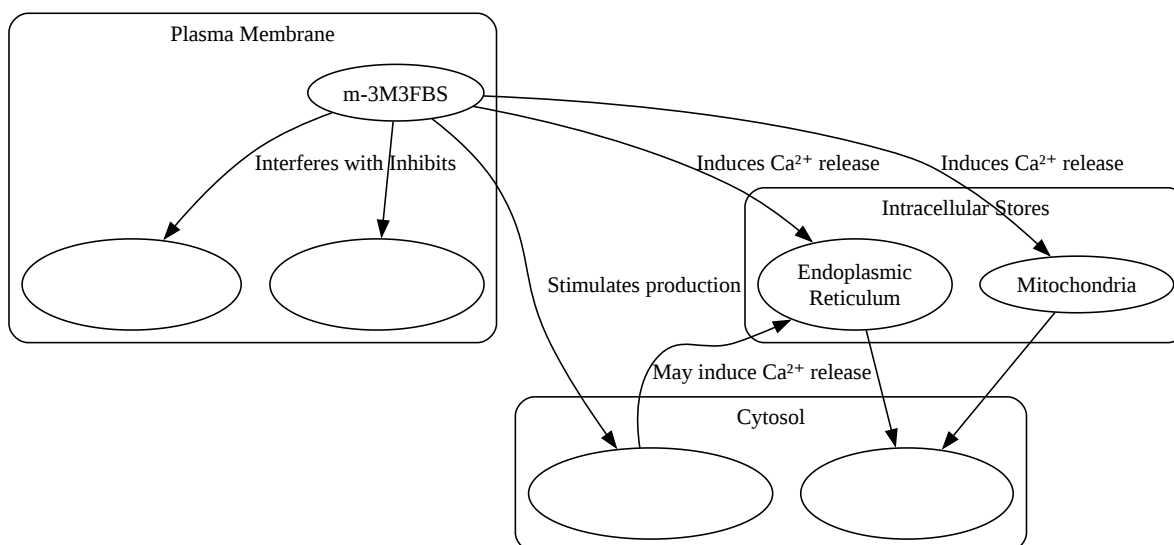 Plasma Membrane
m-3M3FBS
Interferes with
Inhibits
Induces Ca²⁺ release
Induces Ca²⁺ release
Intracellular Stores
Endoplasmic
Reticulum
Mitochondria
Stimulates production
May induce Ca²⁺ release
Cytosol